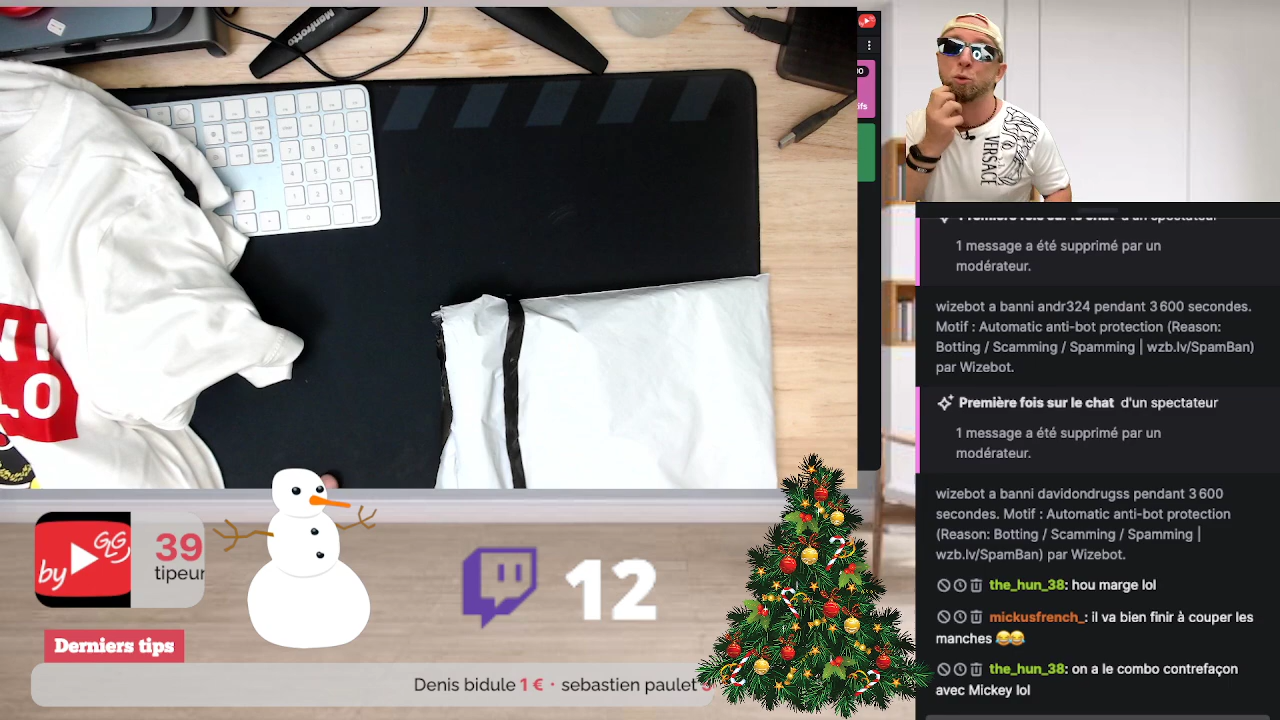 Manfrotto
VERSACE
LO
Première fois sur le chat d'un spectateur
1 message a été supprimé par un
modérateur.
wizebot a banni andr324 pendant 3 600 secondes.
Motif : Automatic anti-bot protection (Reason:
Botting / Scamming / Spamming | wzb.lv/SpamBan)
par Wizebot.
Première fois sur le chat d'un spectateur
1 message a été supprimé par un
modérateur.
wizebot a banni davidondrugss pendant 3 600
secondes. Motif : Automatic anti-bot protection
(Reason: Botting / Scamming / Spamming |
wzb.lv/SpamBan) par Wizebot.
the_hun_38: hou marge lol
mickusfrench_: il va bien finir à couper les
manches 😂😂
the_hun_38: on a le combo contrefaçon
avec Mickey lol
by GLG
39
tipeur
12
Derniers tips
Denis bidule 1 € · sebastien paulet